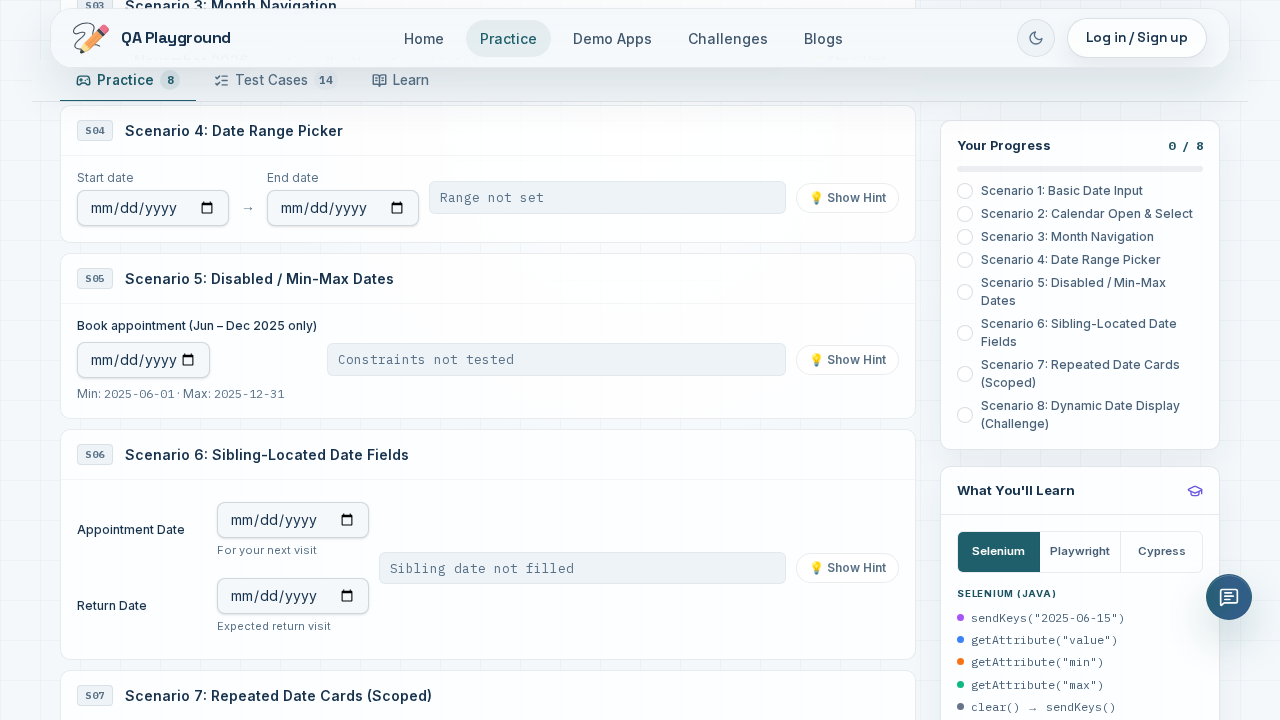 S03 Scenario 3: Month Navigation
QA Playground
Home
Practice
Demo Apps
Challenges
Blogs
Log in / Sign up
Practice 8
Test Cases 14
Learn
S04 Scenario 4: Date Range Picker
Start date
End date
mm/dd/yyyy
→
mm/dd/yyyy
Range not set
💡 Show Hint
S05 Scenario 5: Disabled / Min-Max Dates
Book appointment (Jun – Dec 2025 only)
mm/dd/yyyy
Constraints not tested
💡 Show Hint
Min: 2025-06-01 · Max: 2025-12-31
S06 Scenario 6: Sibling-Located Date Fields
Appointment Date
mm/dd/yyyy
For your next visit
Return Date
mm/dd/yyyy
Expected return visit
Sibling date not filled
💡 Show Hint
S07 Scenario 7: Repeated Date Cards (Scoped)
Your Progress 0 / 8
Scenario 1: Basic Date Input
Scenario 2: Calendar Open & Select
Scenario 3: Month Navigation
Scenario 4: Date Range Picker
Scenario 5: Disabled / Min-Max
Dates
Scenario 6: Sibling-Located Date
Fields
Scenario 7: Repeated Date Cards
(Scoped)
Scenario 8: Dynamic Date Display
(Challenge)
What You'll Learn
Selenium
Playwright
Cypress
SELENIUM (JAVA)
sendKeys("2025-06-15")
getAttribute("value")
getAttribute("min")
getAttribute("max")
clear() → sendKeys()